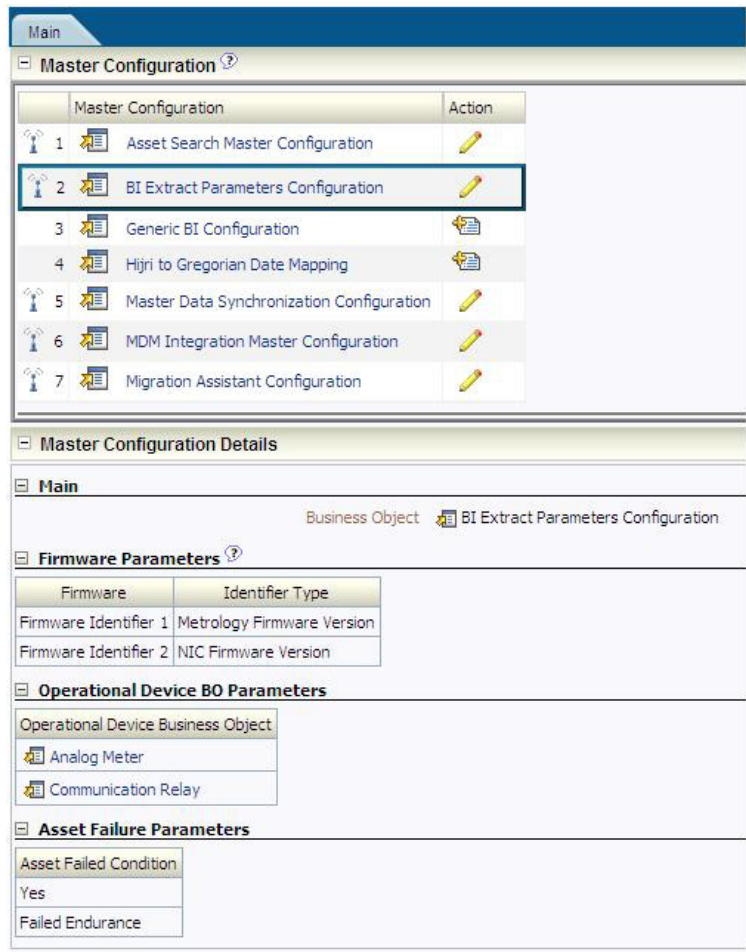 Main
Master Configuration ?
Master Configuration Action
1 Asset Search Master Configuration
2 BI Extract Parameters Configuration
3 Generic BI Configuration
4 Hijri to Gregorian Date Mapping
5 Master Data Synchronization Configuration
6 MDM Integration Master Configuration
7 Migration Assistant Configuration
Master Configuration Details
Main
Business Object BI Extract Parameters Configuration
Firmware Parameters ?
Firmware Identifier Type
Firmware Identifier 1 Metrology Firmware Version
Firmware Identifier 2 NIC Firmware Version
Operational Device BO Parameters
Operational Device Business Object
Analog Meter
Communication Relay
Asset Failure Parameters
Asset Failed Condition
Yes
Failed Endurance